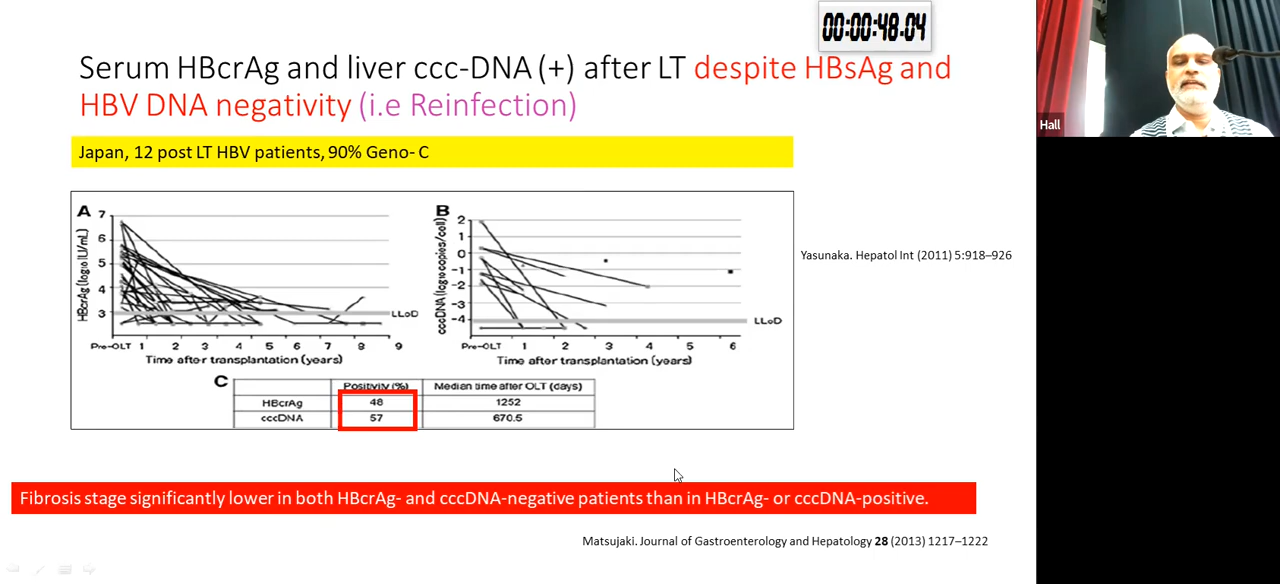 00:00:48.04
Serum HBcrAg and liver ccc-DNA (+) after LT despite HBsAg and
HBV DNA negativity (i.e Reinfection)
Hall
Japan, 12 post LT HBV patients, 90% Geno- C
A
HBcrAg (log₁₀ IU/mL)
7
6
5
4
3
LLoD
Pre-OLT 1 2 3 4 5 6 7 8 9
Time after transplantation (years)
B
cccDNA (log₁₀ copies/cell)
2
1
0
−1
−2
−3
−4
LLoD
Pre-OLT 1 2 3 4 5 6
Time after transplantation (years)
Yasunaka. Hepatol Int (2011) 5:918–926
C
Positivity (%) Median time after OLT (days)
HBcrAg 48 1252
cccDNA 57 670.5
Fibrosis stage significantly lower in both HBcrAg- and cccDNA-negative patients than in HBcrAg- or cccDNA-positive.
Matsujaki. Journal of Gastroenterology and Hepatology 28 (2013) 1217–1222